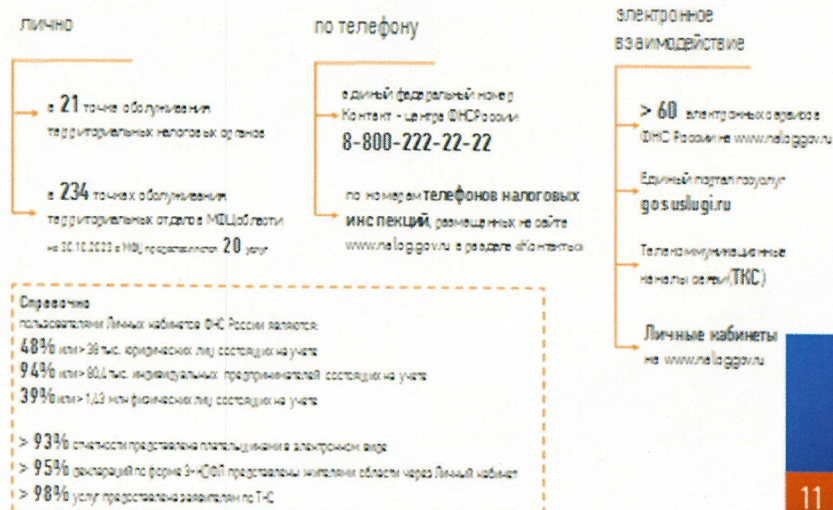 лично
в 21 точке обслуживания
территориальных налоговых органов
в 234 точках обслуживания
территориальных отделов МФЦ области
на 30.10.2023 в МФЦ предоставляется 20 услуг
по телефону
единый федеральный номер
Контакт - центра ФНС России
8-800-222-22-22
по номерам телефонов налоговых
инспекций, размещенных на сайте
www.nalog.gov.ru в разделе «Контакты»
электронное
взаимодействие
> 60 электронных сервисов
ФНС России на www.nalog.gov.ru
Единый портал госуслуг
gosuslugi.ru
Телекоммуникационные
каналы связи (ТКС)
Личные кабинеты
на www.nalog.gov.ru
Справочно
пользователями Личных кабинетов ФНС России являются:
48% или > 38 тыс. юридических лиц состоящих на учете
94% или > 80,4 тыс. индивидуальных предпринимателей состоящих на учете
39% или > 1,43 млн физических лиц состоящих на учете
> 93% отчетности представлена плательщиками в электронном виде
> 95% деклараций по форме 3-НДФЛ представлены жителями области через Личный кабинет
> 98% услуг предоставлена заявителям по ТКС
11